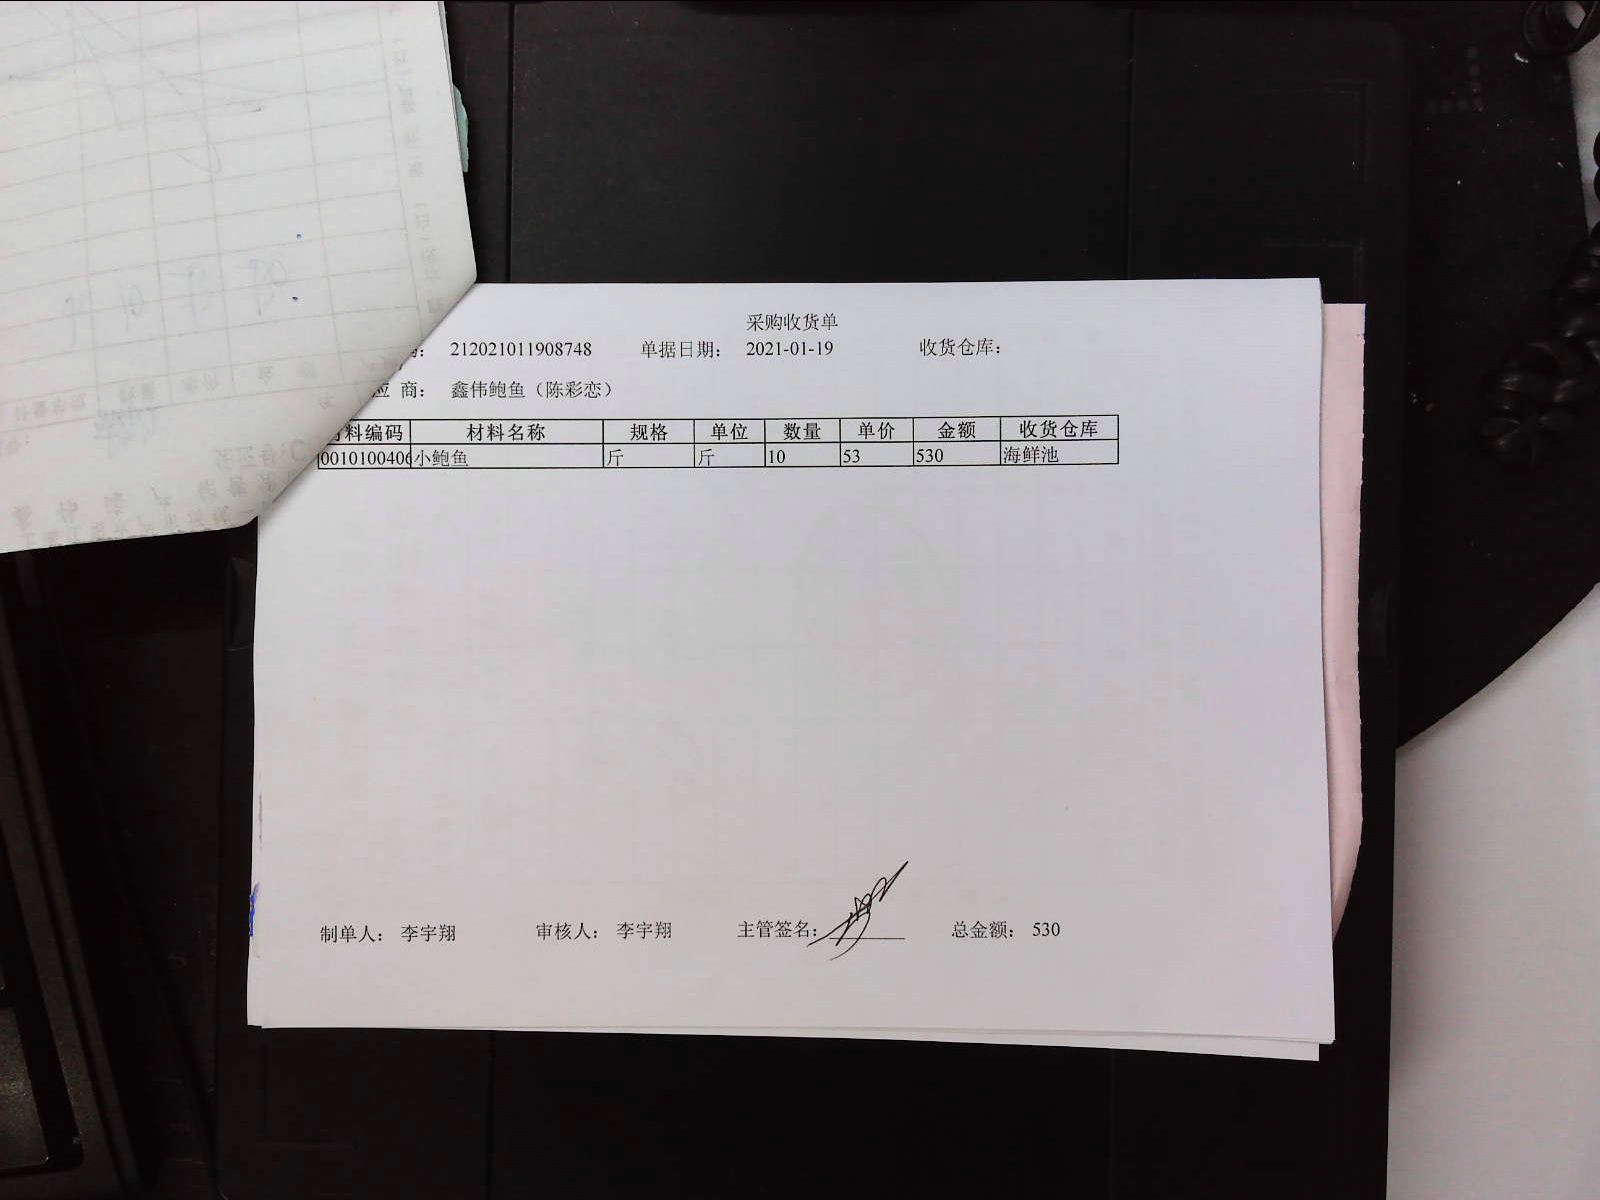 采购收货单
212021011908748 单据日期： 2021-01-19 收货仓库：
应 商： 鑫伟鲍鱼（陈彩恋）
材料编码 材料名称 规格 单位 数量 单价 金额 收货仓库
0010100406 小鲍鱼 斤 斤 10 53 530 海鲜池
制单人： 李宇翔 审核人： 李宇翔 主管签名： 总金额： 530